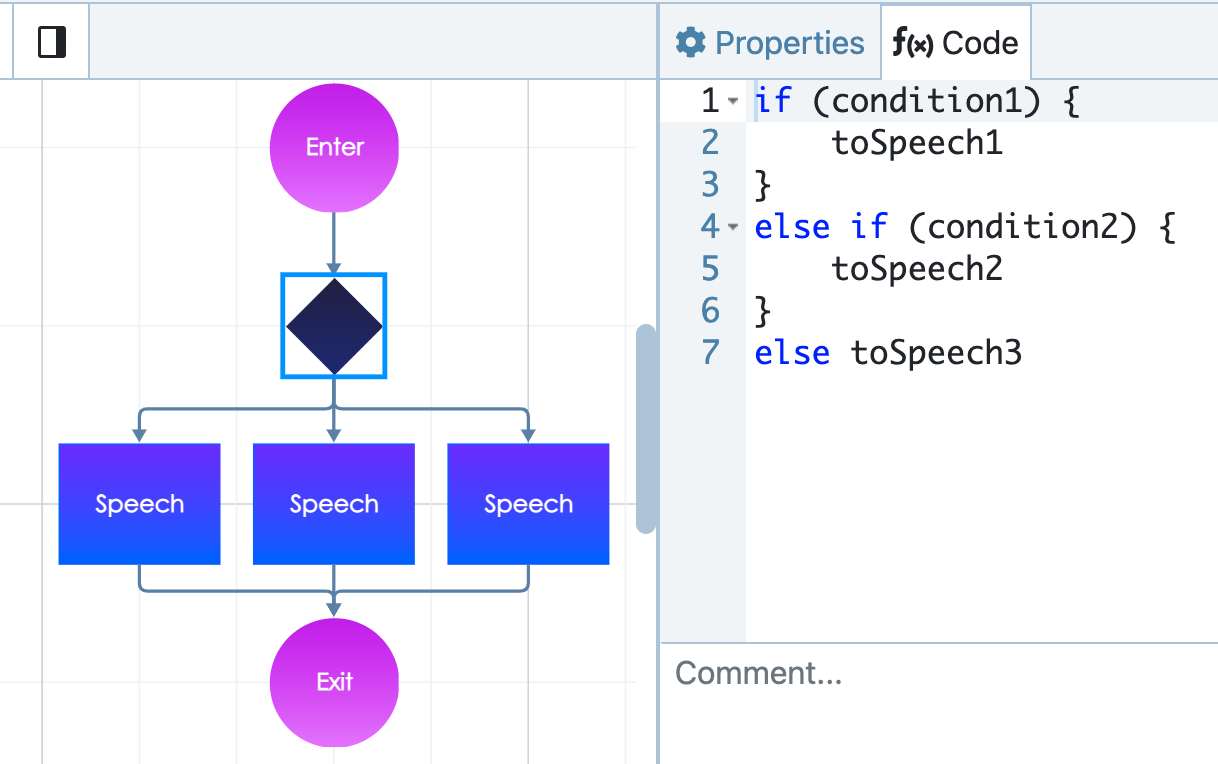 Properties
f(x) Code
Enter
Speech
Speech
Speech
Exit
1 if (condition1) {
2 toSpeech1
3 }
4 else if (condition2) {
5 toSpeech2
6 }
7 else toSpeech3
Comment...